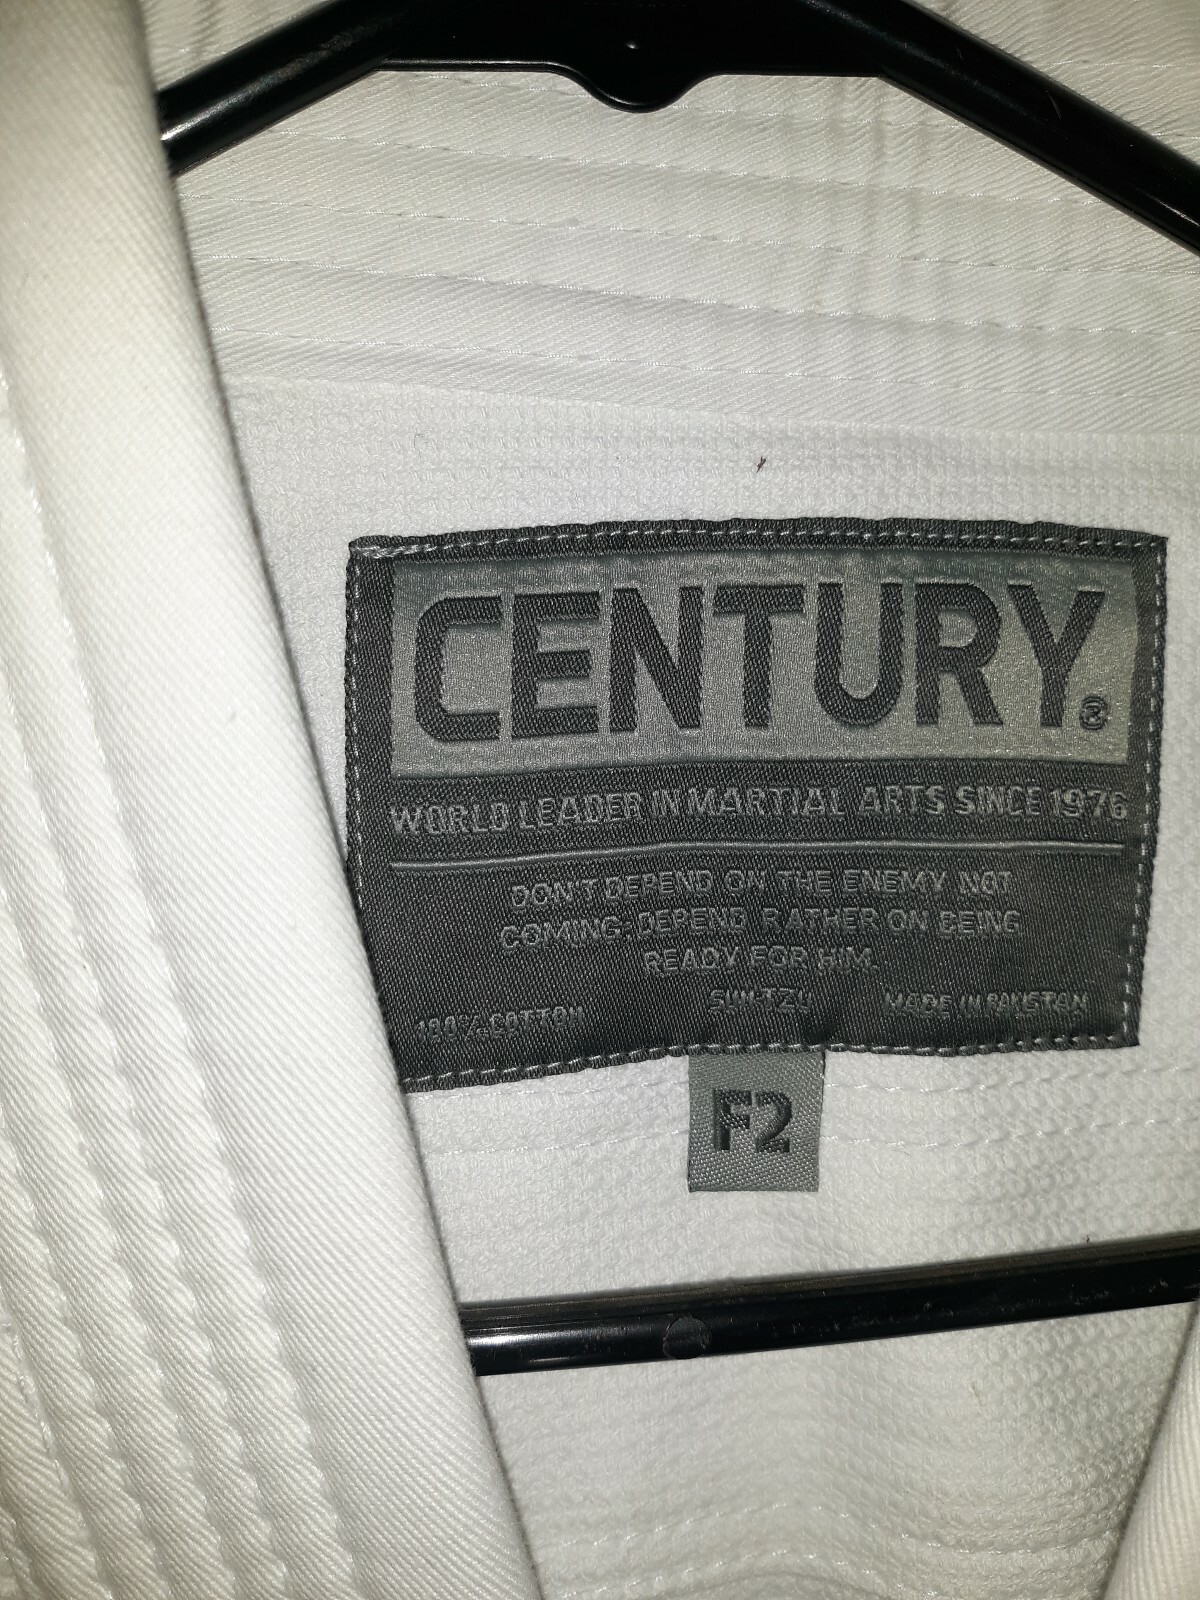 CENTURY®
WORLD LEADER IN MARTIAL ARTS SINCE 1976
DON'T DEPEND ON THE ENEMY NOT
COMING. DEPEND RATHER ON BEING
READY FOR HIM.
SUN-TZU
100% COTTON
MADE IN PAKISTAN
F2